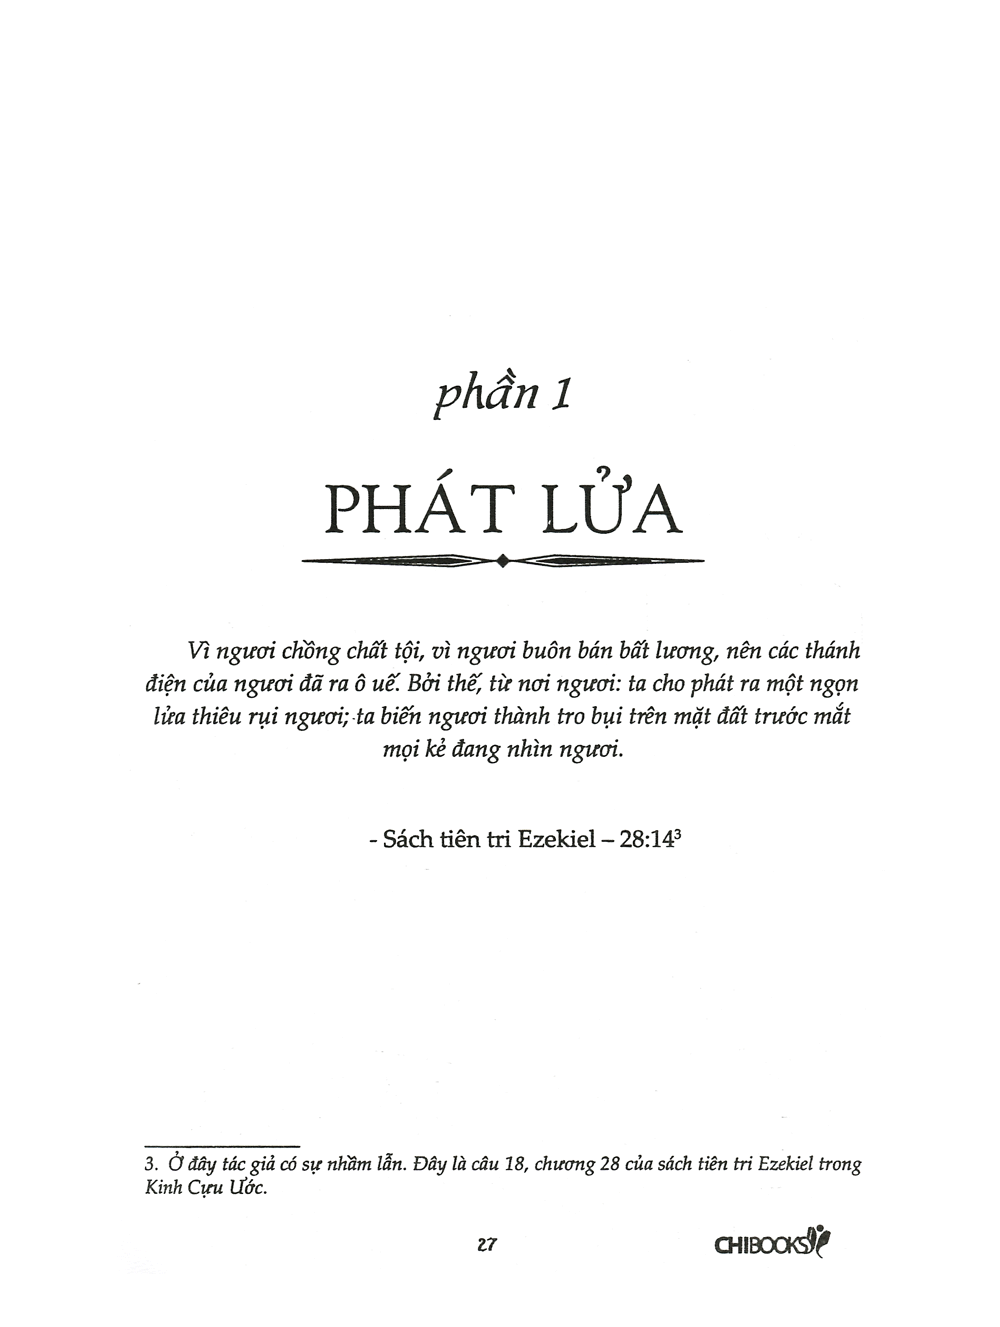 phần 1
PHÁT LỬA
Vì ngươi chồng chất tội, vì ngươi buôn bán bất lương, nên các thánh
điện của ngươi đã ra ô uế. Bởi thế, từ nơi ngươi: ta cho phát ra một ngọn
lửa thiêu rụi ngươi; ta biến ngươi thành tro bụi trên mặt đất trước mắt
mọi kẻ đang nhìn ngươi.
- Sách tiên tri Ezekiel – 28:14³
3. Ở đây tác giả có sự nhầm lẫn. Đây là câu 18, chương 28 của sách tiên tri Ezekiel trong
Kinh Cựu Ước.
27
CHIBOOKS